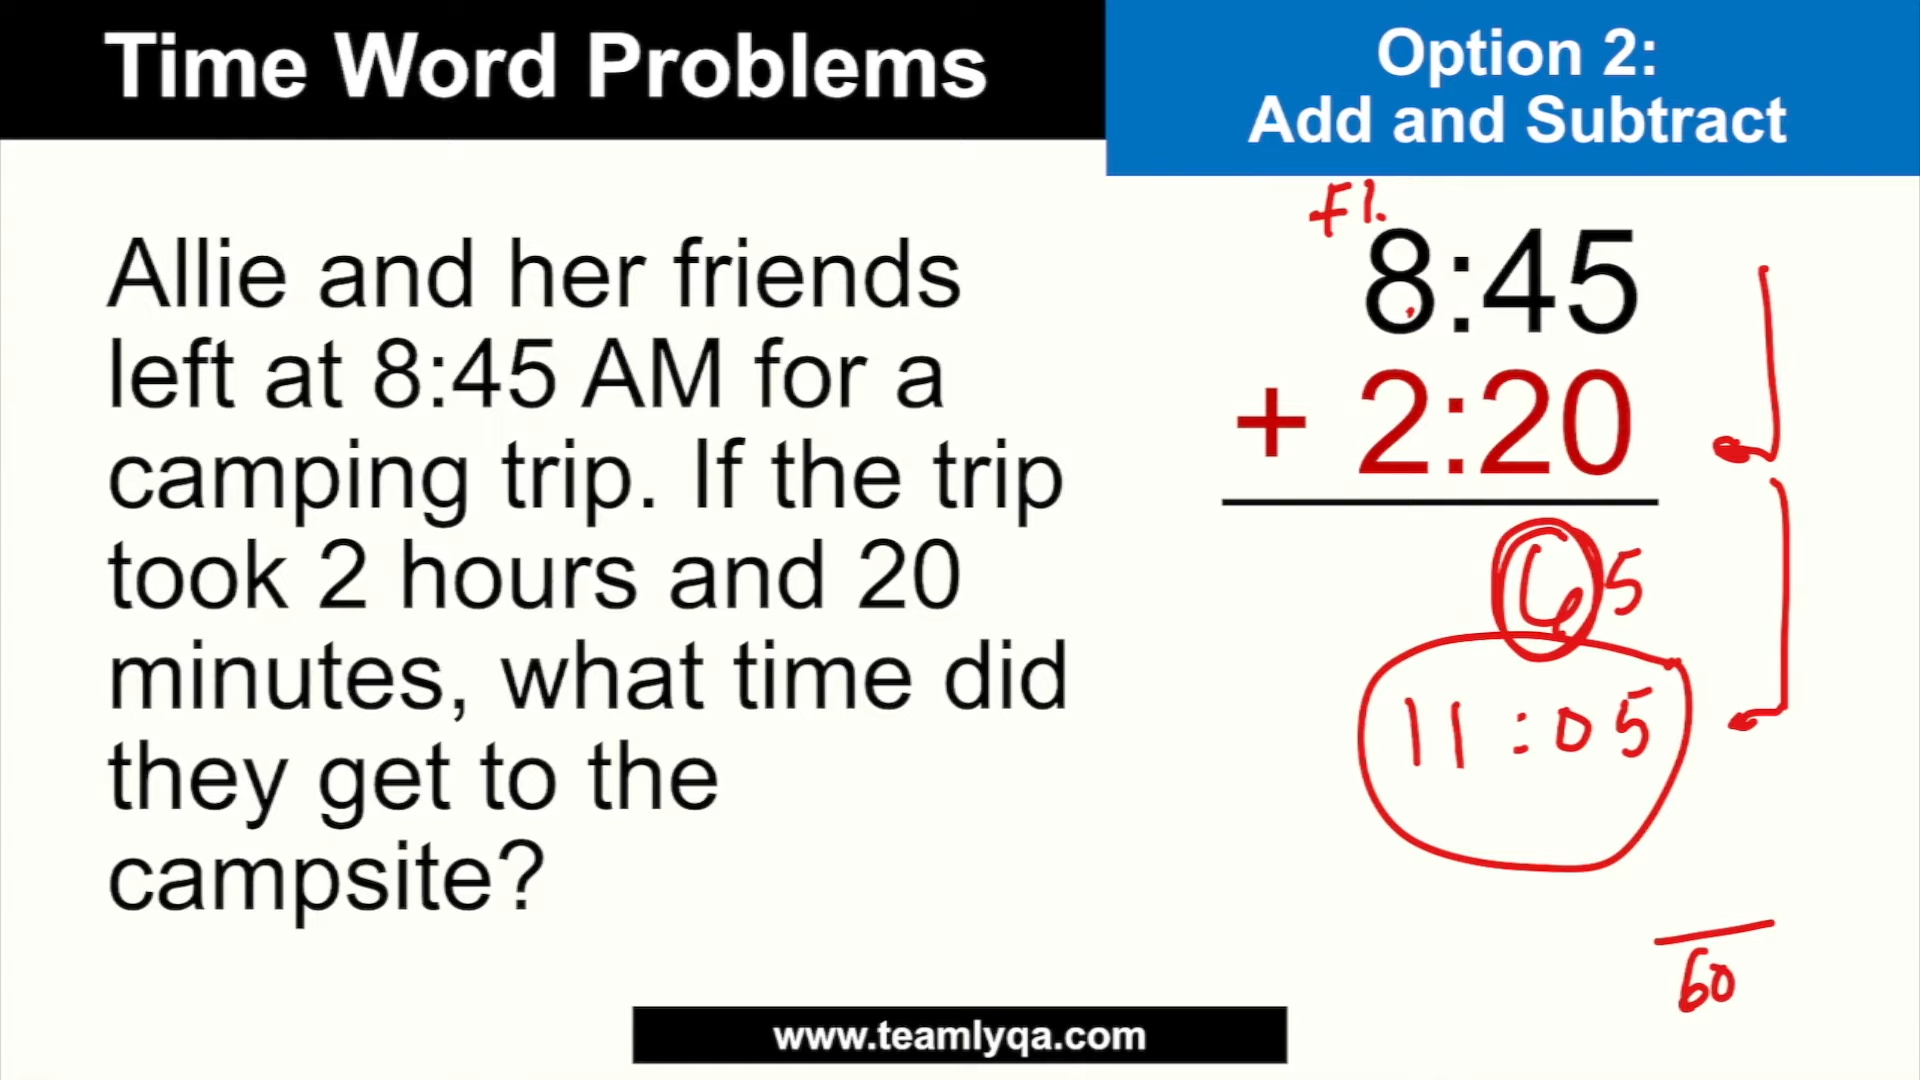 Time Word Problems
Option 2:
Add and Subtract
Allie and her friends
left at 8:45 AM for a
camping trip. If the trip
took 2 hours and 20
minutes, what time did
they get to the
campsite?
+1.
8:45
+ 2:20
65
11:05
60
www.teamlyqa.com